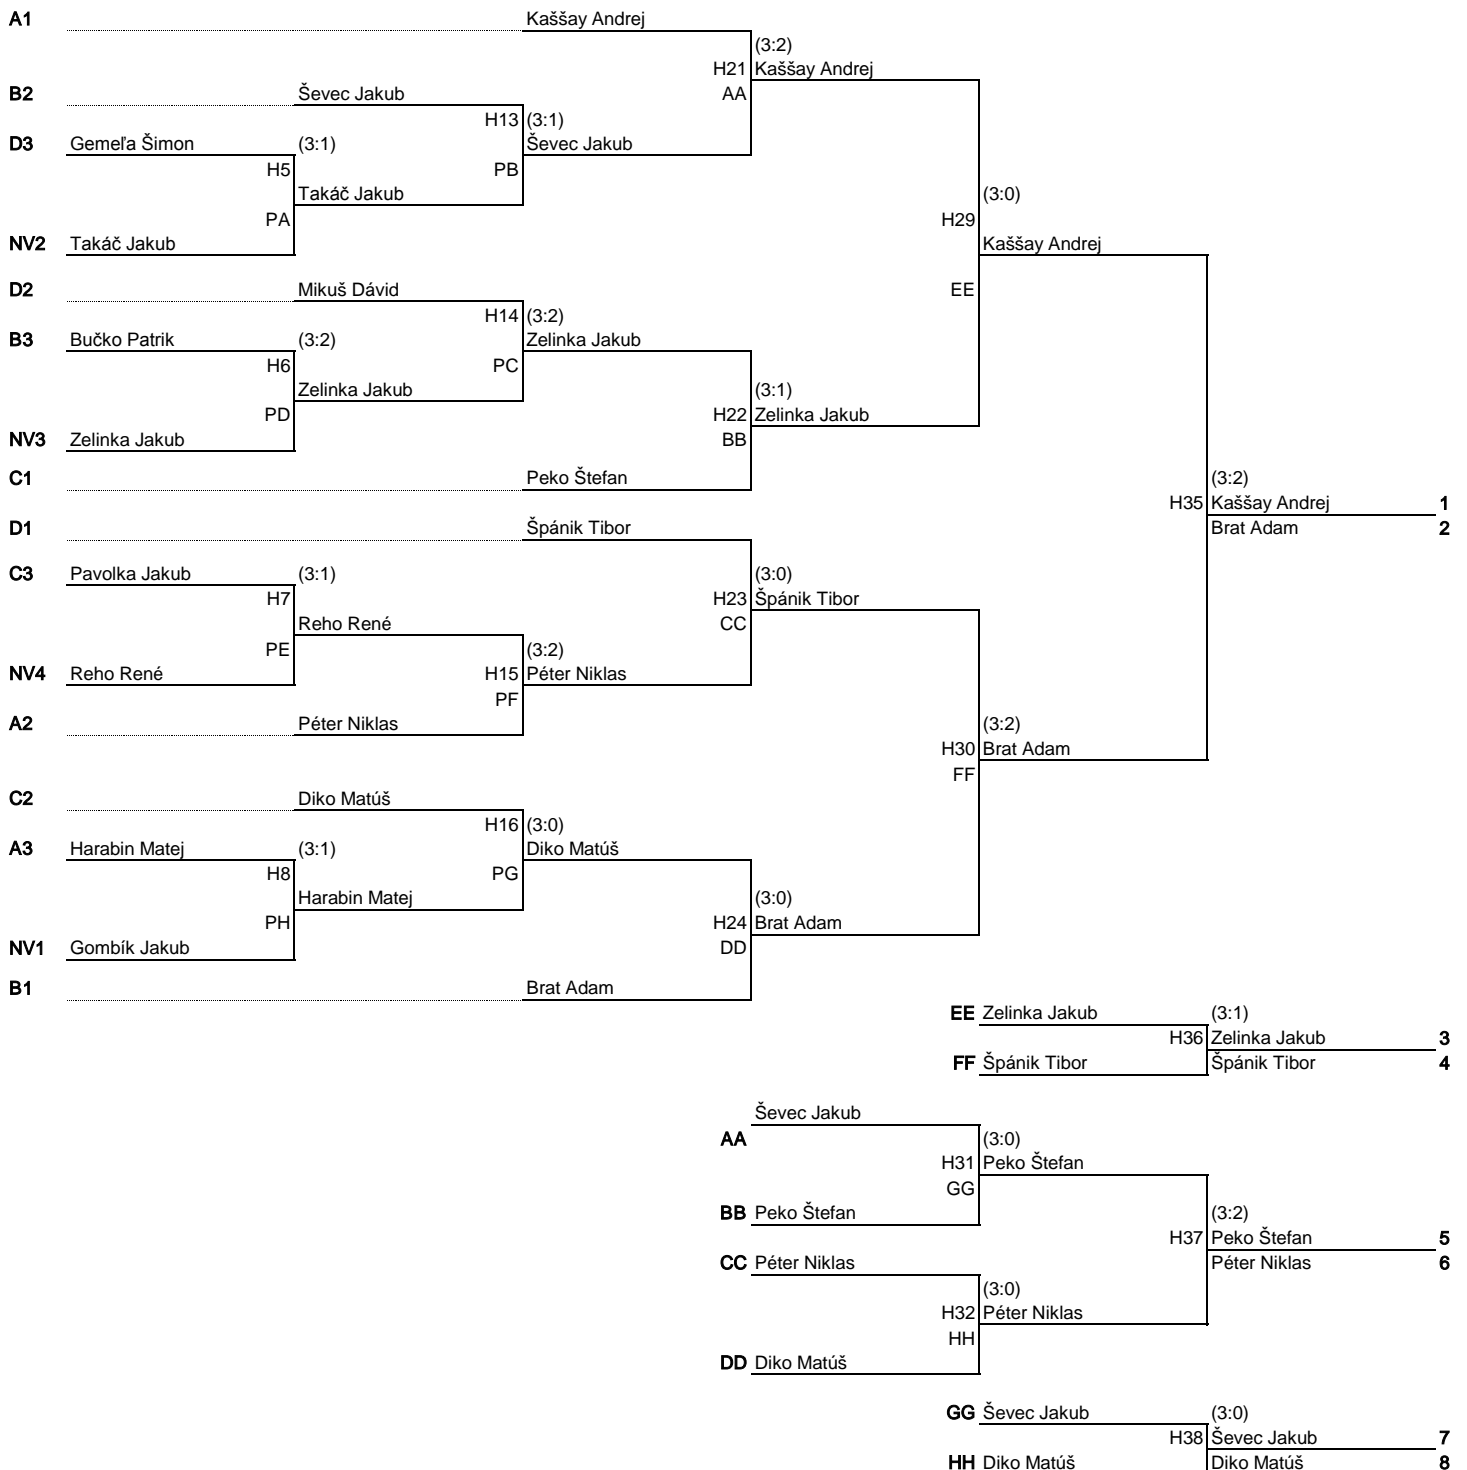 A1 Kaššay Andrej
(3:2)
H21 Kaššay Andrej
B2 Ševec Jakub AA
H13 (3:1)
D3 Gemeľa Šimon (3:1) Ševec Jakub
H5 PB
Takáč Jakub (3:0)
PA H29
NV2 Takáč Jakub Kaššay Andrej
D2 Mikuš Dávid EE
H14 (3:2)
B3 Bučko Patrik (3:2) Zelinka Jakub
H6 PC
Zelinka Jakub (3:1)
PD H22 Zelinka Jakub
NV3 Zelinka Jakub BB
C1 Peko Štefan (3:2)
H35 Kaššay Andrej 1
D1 Špánik Tibor Brat Adam 2
C3 Pavolka Jakub (3:1) (3:0)
H7 H23 Špánik Tibor
Reho René CC
PE (3:2)
NV4 Reho René H15 Péter Niklas
PF
A2 Péter Niklas (3:2)
H30 Brat Adam
FF
C2 Diko Matúš
H16 (3:0)
A3 Harabin Matej (3:1) Diko Matúš
H8 PG
Harabin Matej (3:0)
PH H24 Brat Adam
NV1 Gombík Jakub DD
B1 Brat Adam
EE Zelinka Jakub (3:1)
H36 Zelinka Jakub 3
FF Špánik Tibor Špánik Tibor 4
Ševec Jakub
AA (3:0)
H31 Peko Štefan
GG
BB Peko Štefan (3:2)
H37 Peko Štefan 5
CC Péter Niklas Péter Niklas 6
(3:0)
H32 Péter Niklas
HH
DD Diko Matúš
GG Ševec Jakub (3:0)
H38 Ševec Jakub 7
HH Diko Matúš Diko Matúš 8